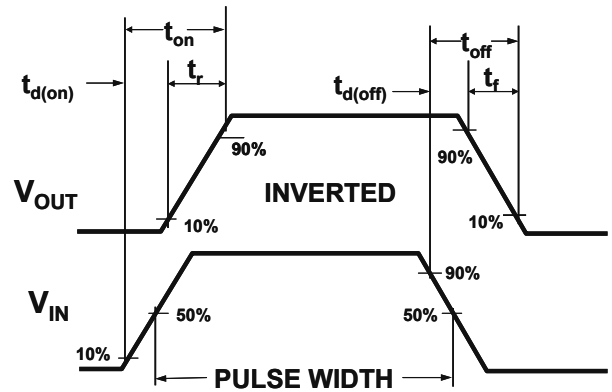 ton
toff
td(on)
tr
td(off)
tf
90%
90%
VOUT
INVERTED
10%
10%
90%
VIN
50%
50%
10%
PULSE WIDTH